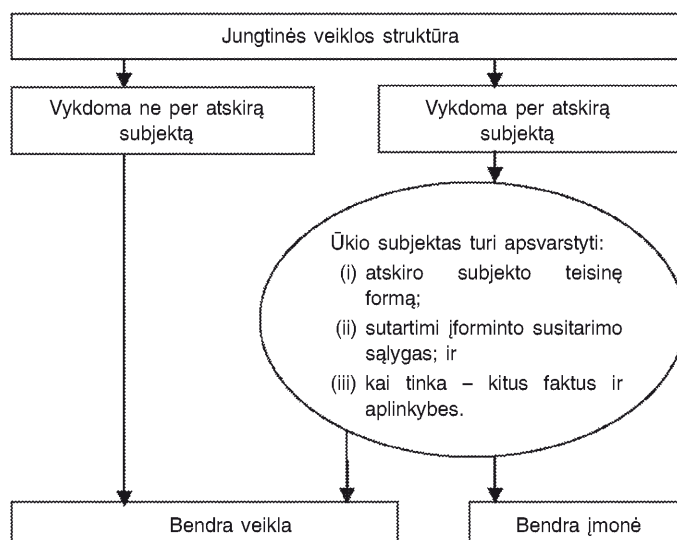 Jungtinės veiklos struktūra
Vykdoma ne per atskirą
subjektą
Vykdoma per atskirą
subjektą
Ūkio subjektas turi apsvarstyti:
(i) atskiro subjekto teisinę
formą;
(ii) sutartimi įforminto susitarimo
sąlygas; ir
(iii) kai tinka – kitus faktus ir
aplinkybes.
Bendra veikla
Bendra įmonė